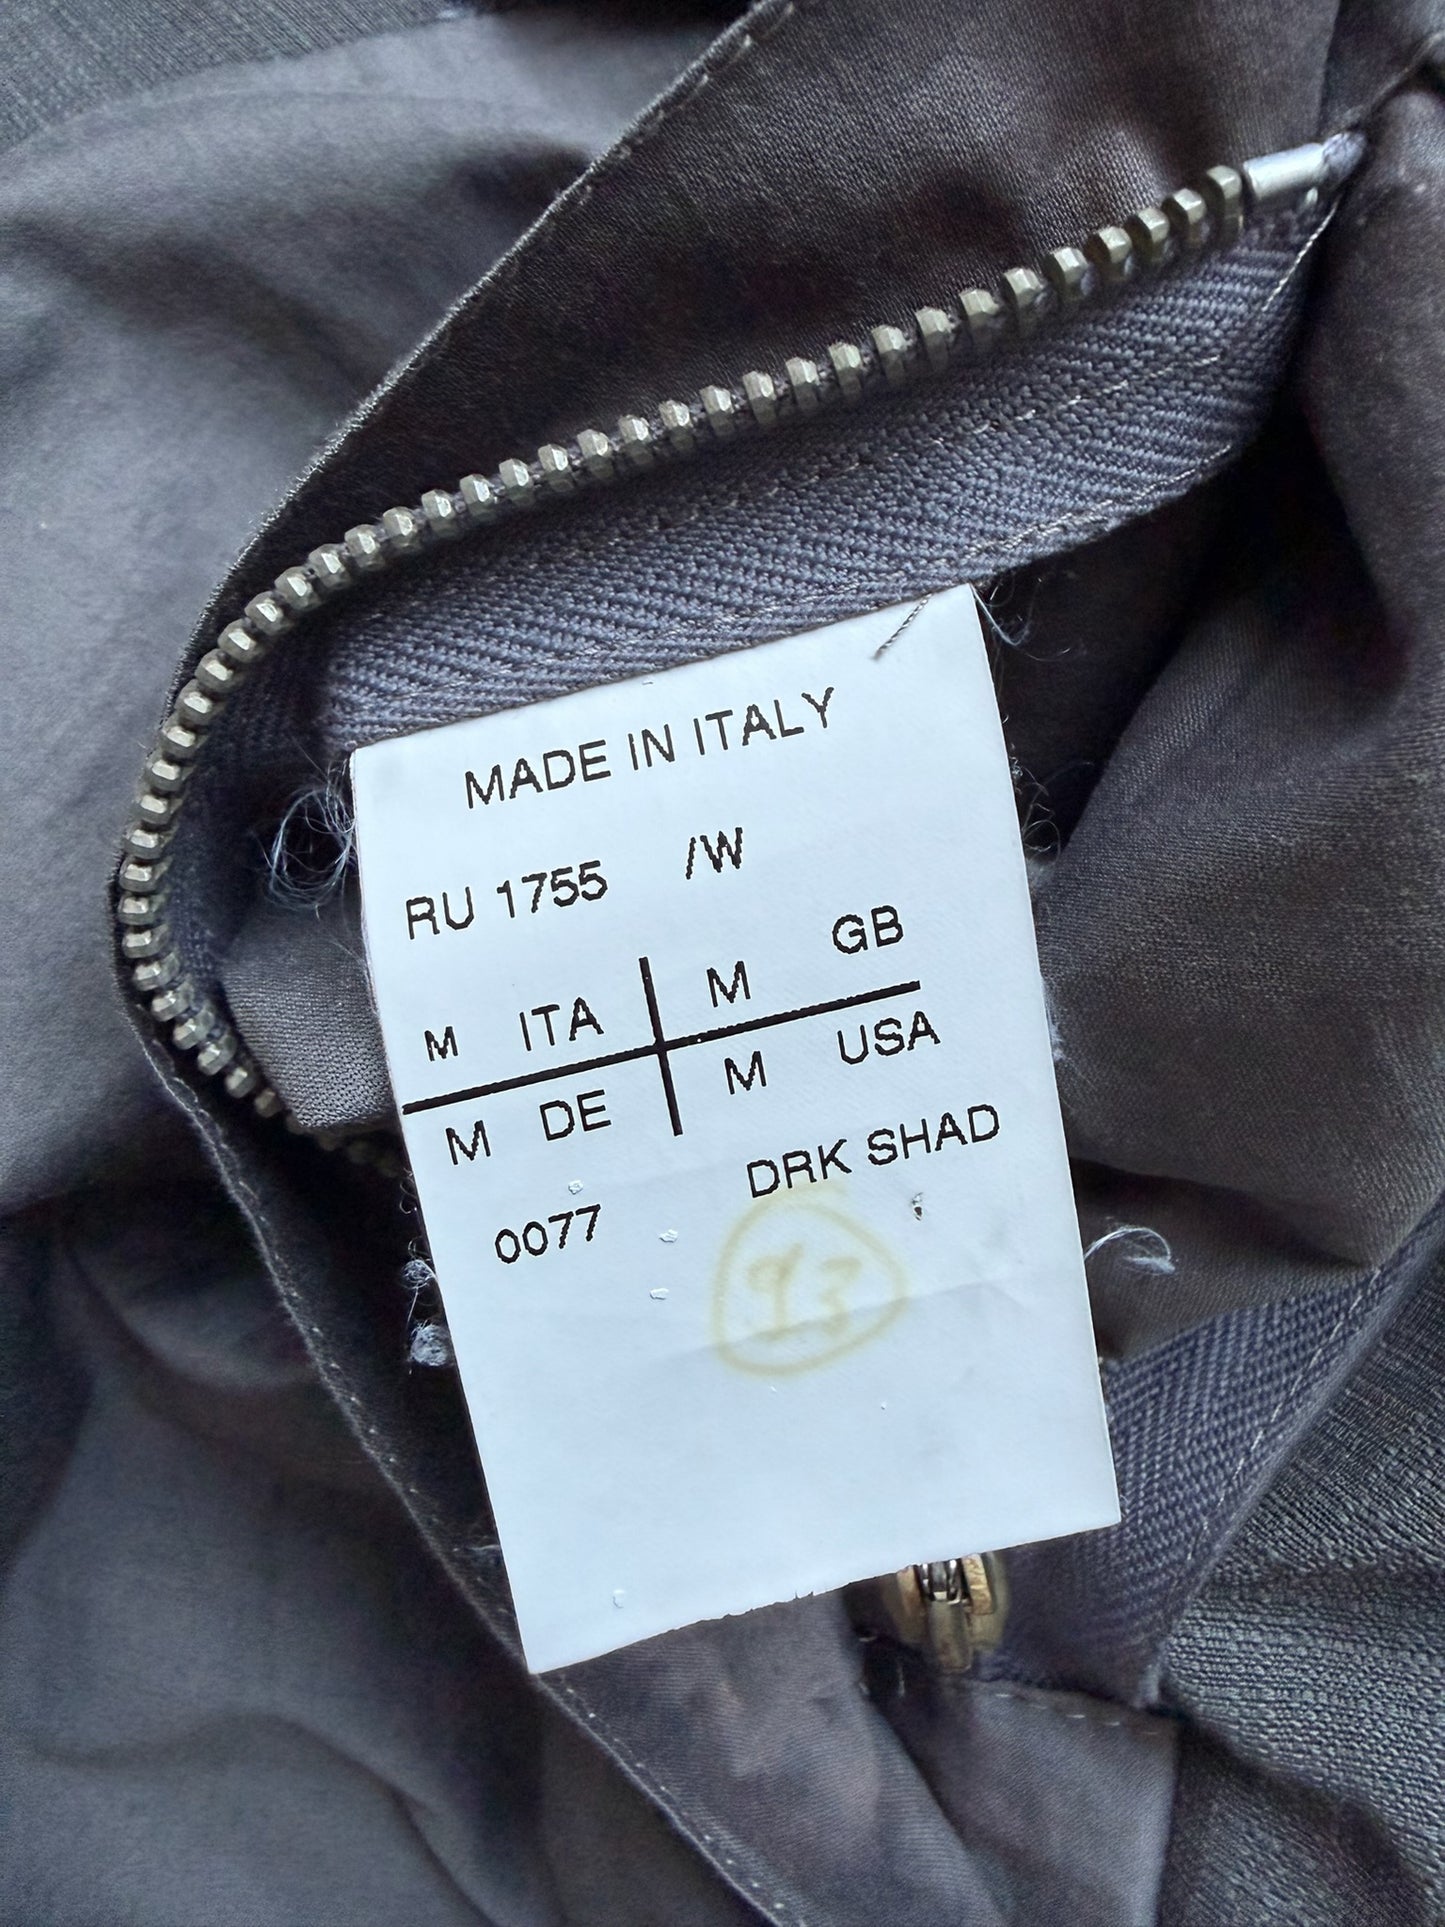 MADE IN ITALY
RU 1755 /W
M ITA M GB
M DE M USA
0077 DRK SHAD